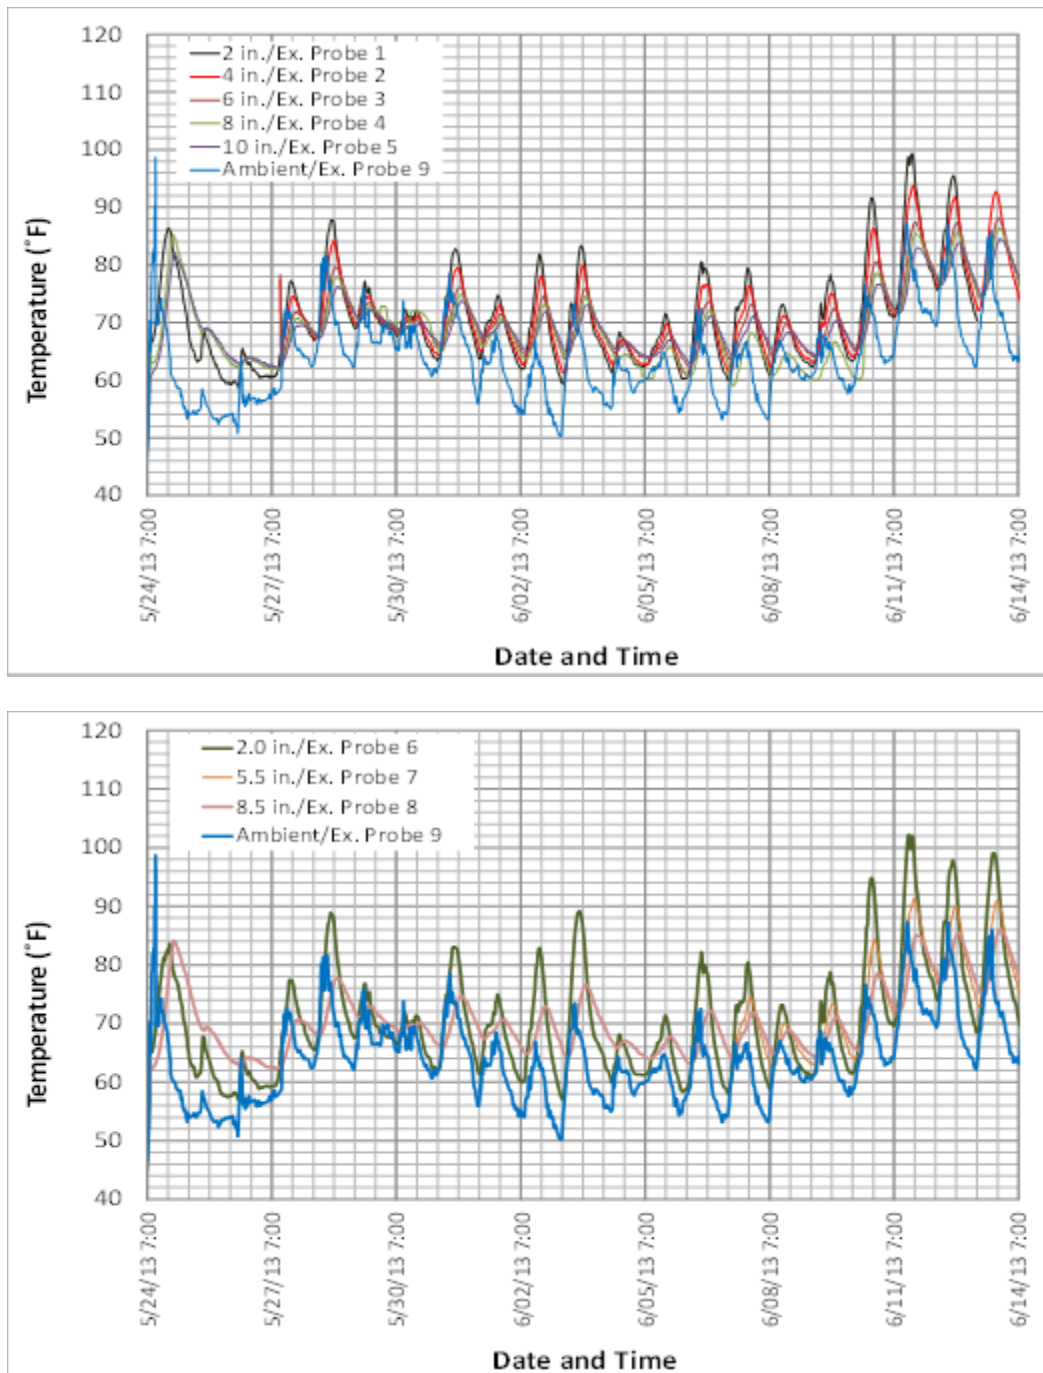 120
110
100
90
80
70
60
50
40
Temperature (°F)
2 in./Ex. Probe 1
4 in./Ex. Probe 2
6 in./Ex. Probe 3
8 in./Ex. Probe 4
10 in./Ex. Probe 5
Ambient/Ex. Probe 9
5/24/13 7:00
5/27/13 7:00
5/30/13 7:00
6/02/13 7:00
6/05/13 7:00
6/08/13 7:00
6/11/13 7:00
6/14/13 7:00
Date and Time
120
110
100
90
80
70
60
50
40
Temperature (°F)
2.0 in./Ex. Probe 6
5.5 in./Ex. Probe 7
8.5 in./Ex. Probe 8
Ambient/Ex. Probe 9
5/24/13 7:00
5/27/13 7:00
5/30/13 7:00
6/02/13 7:00
6/05/13 7:00
6/08/13 7:00
6/11/13 7:00
6/14/13 7:00
Date and Time